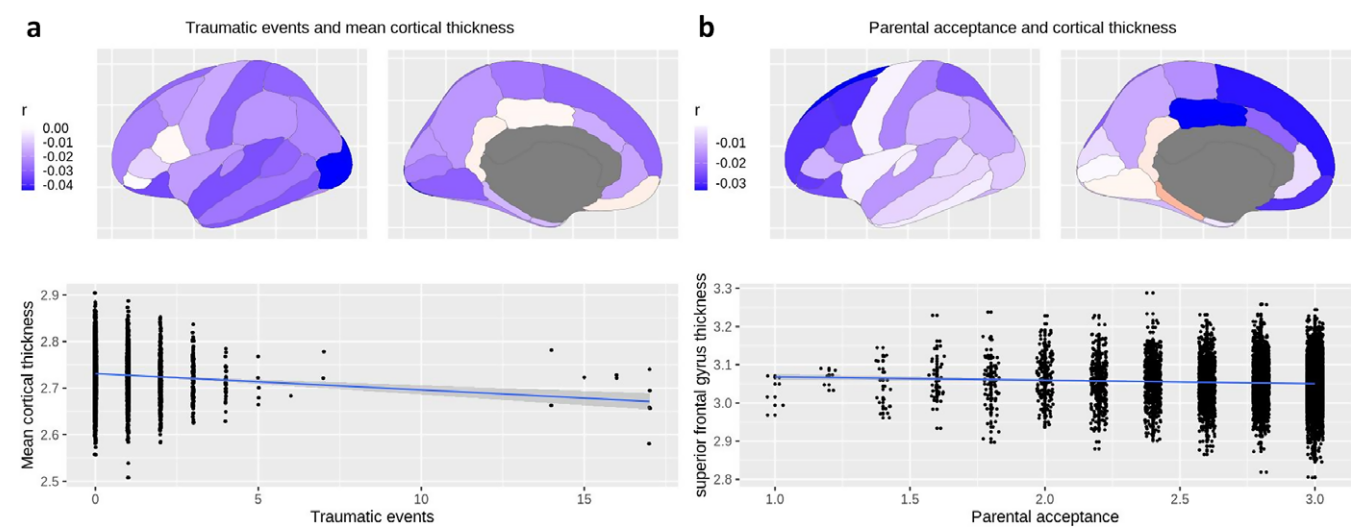 a
Traumatic events and mean cortical thickness
r
0.00
-0.01
-0.02
-0.03
-0.04
Mean cortical thickness
2.9
2.8
2.7
2.6
2.5
0 5 10 15
Traumatic events
b
Parental acceptance and cortical thickness
r
-0.01
-0.02
-0.03
superior frontal gyrus thickness
3.3
3.2
3.1
3.0
2.9
2.8
1.0 1.5 2.0 2.5 3.0
Parental acceptance